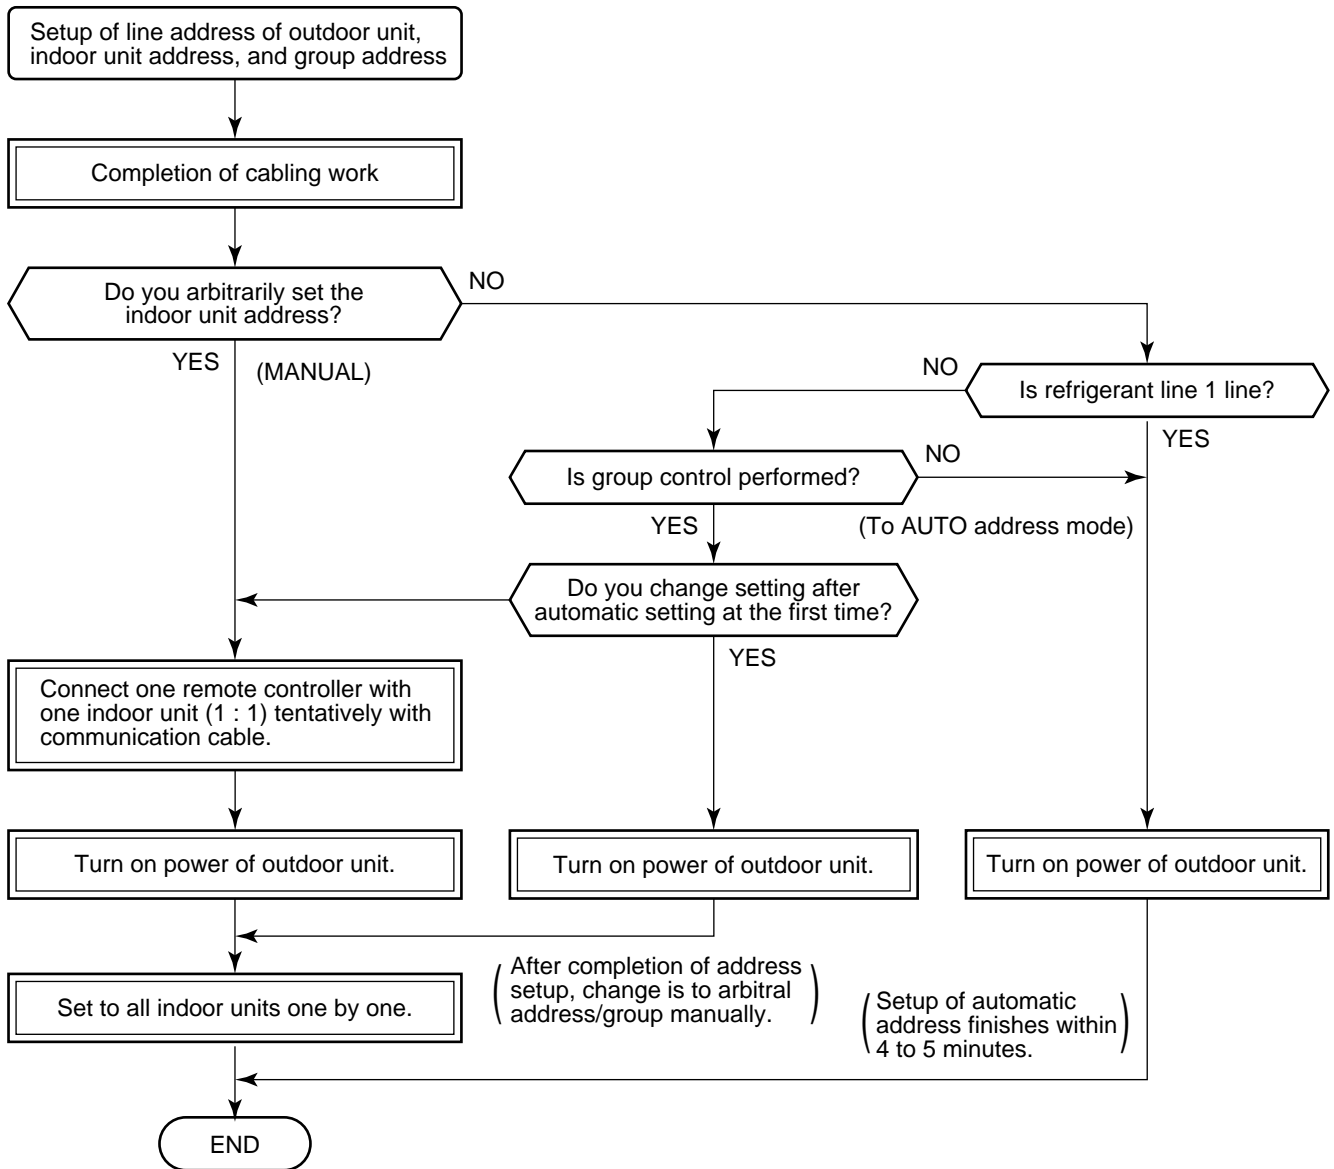 Setup of line address of outdoor unit,
indoor unit address, and group address
Completion of cabling work
Do you arbitrarily set the
indoor unit address?
NO
YES
(MANUAL)
Is refrigerant line 1 line?
NO
YES
Is group control performed?
NO
YES
(To AUTO address mode)
Do you change setting after
automatic setting at the first time?
YES
Connect one remote controller with
one indoor unit (1 : 1) tentatively with
communication cable.
Turn on power of outdoor unit.
Turn on power of outdoor unit.
Turn on power of outdoor unit.
(After completion of address
setup, change is to arbitral
address/group manually.)
Set to all indoor units one by one.
(Setup of automatic
address finishes within
4 to 5 minutes.)
END